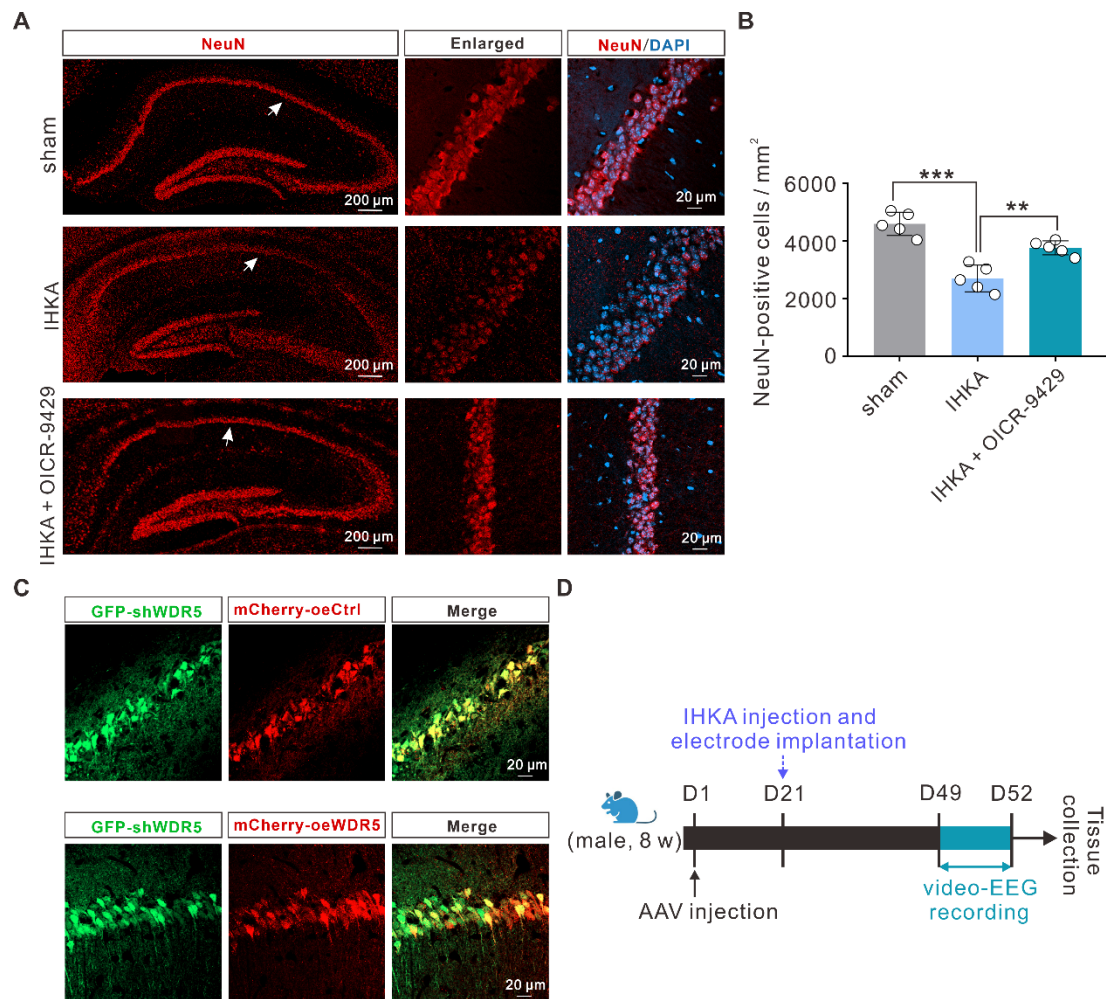 A
NeuN
Enlarged
NeuN/DAPI
sham
200 µm
20 µm
IHKA
200 µm
20 µm
IHKA + OICR-9429
200 µm
20 µm
B
NeuN-positive cells / mm²
6000
4000
2000
0
***
**
sham
IHKA
IHKA + OICR-9429
C
GFP-shWDR5
mCherry-oeCtrl
Merge
20 µm
GFP-shWDR5
mCherry-oeWDR5
Merge
20 µm
D
IHKA injection and
electrode implantation
D1
D21
D49
D52
(male, 8 w)
AAV injection
video-EEG
recording
Tissue
collection